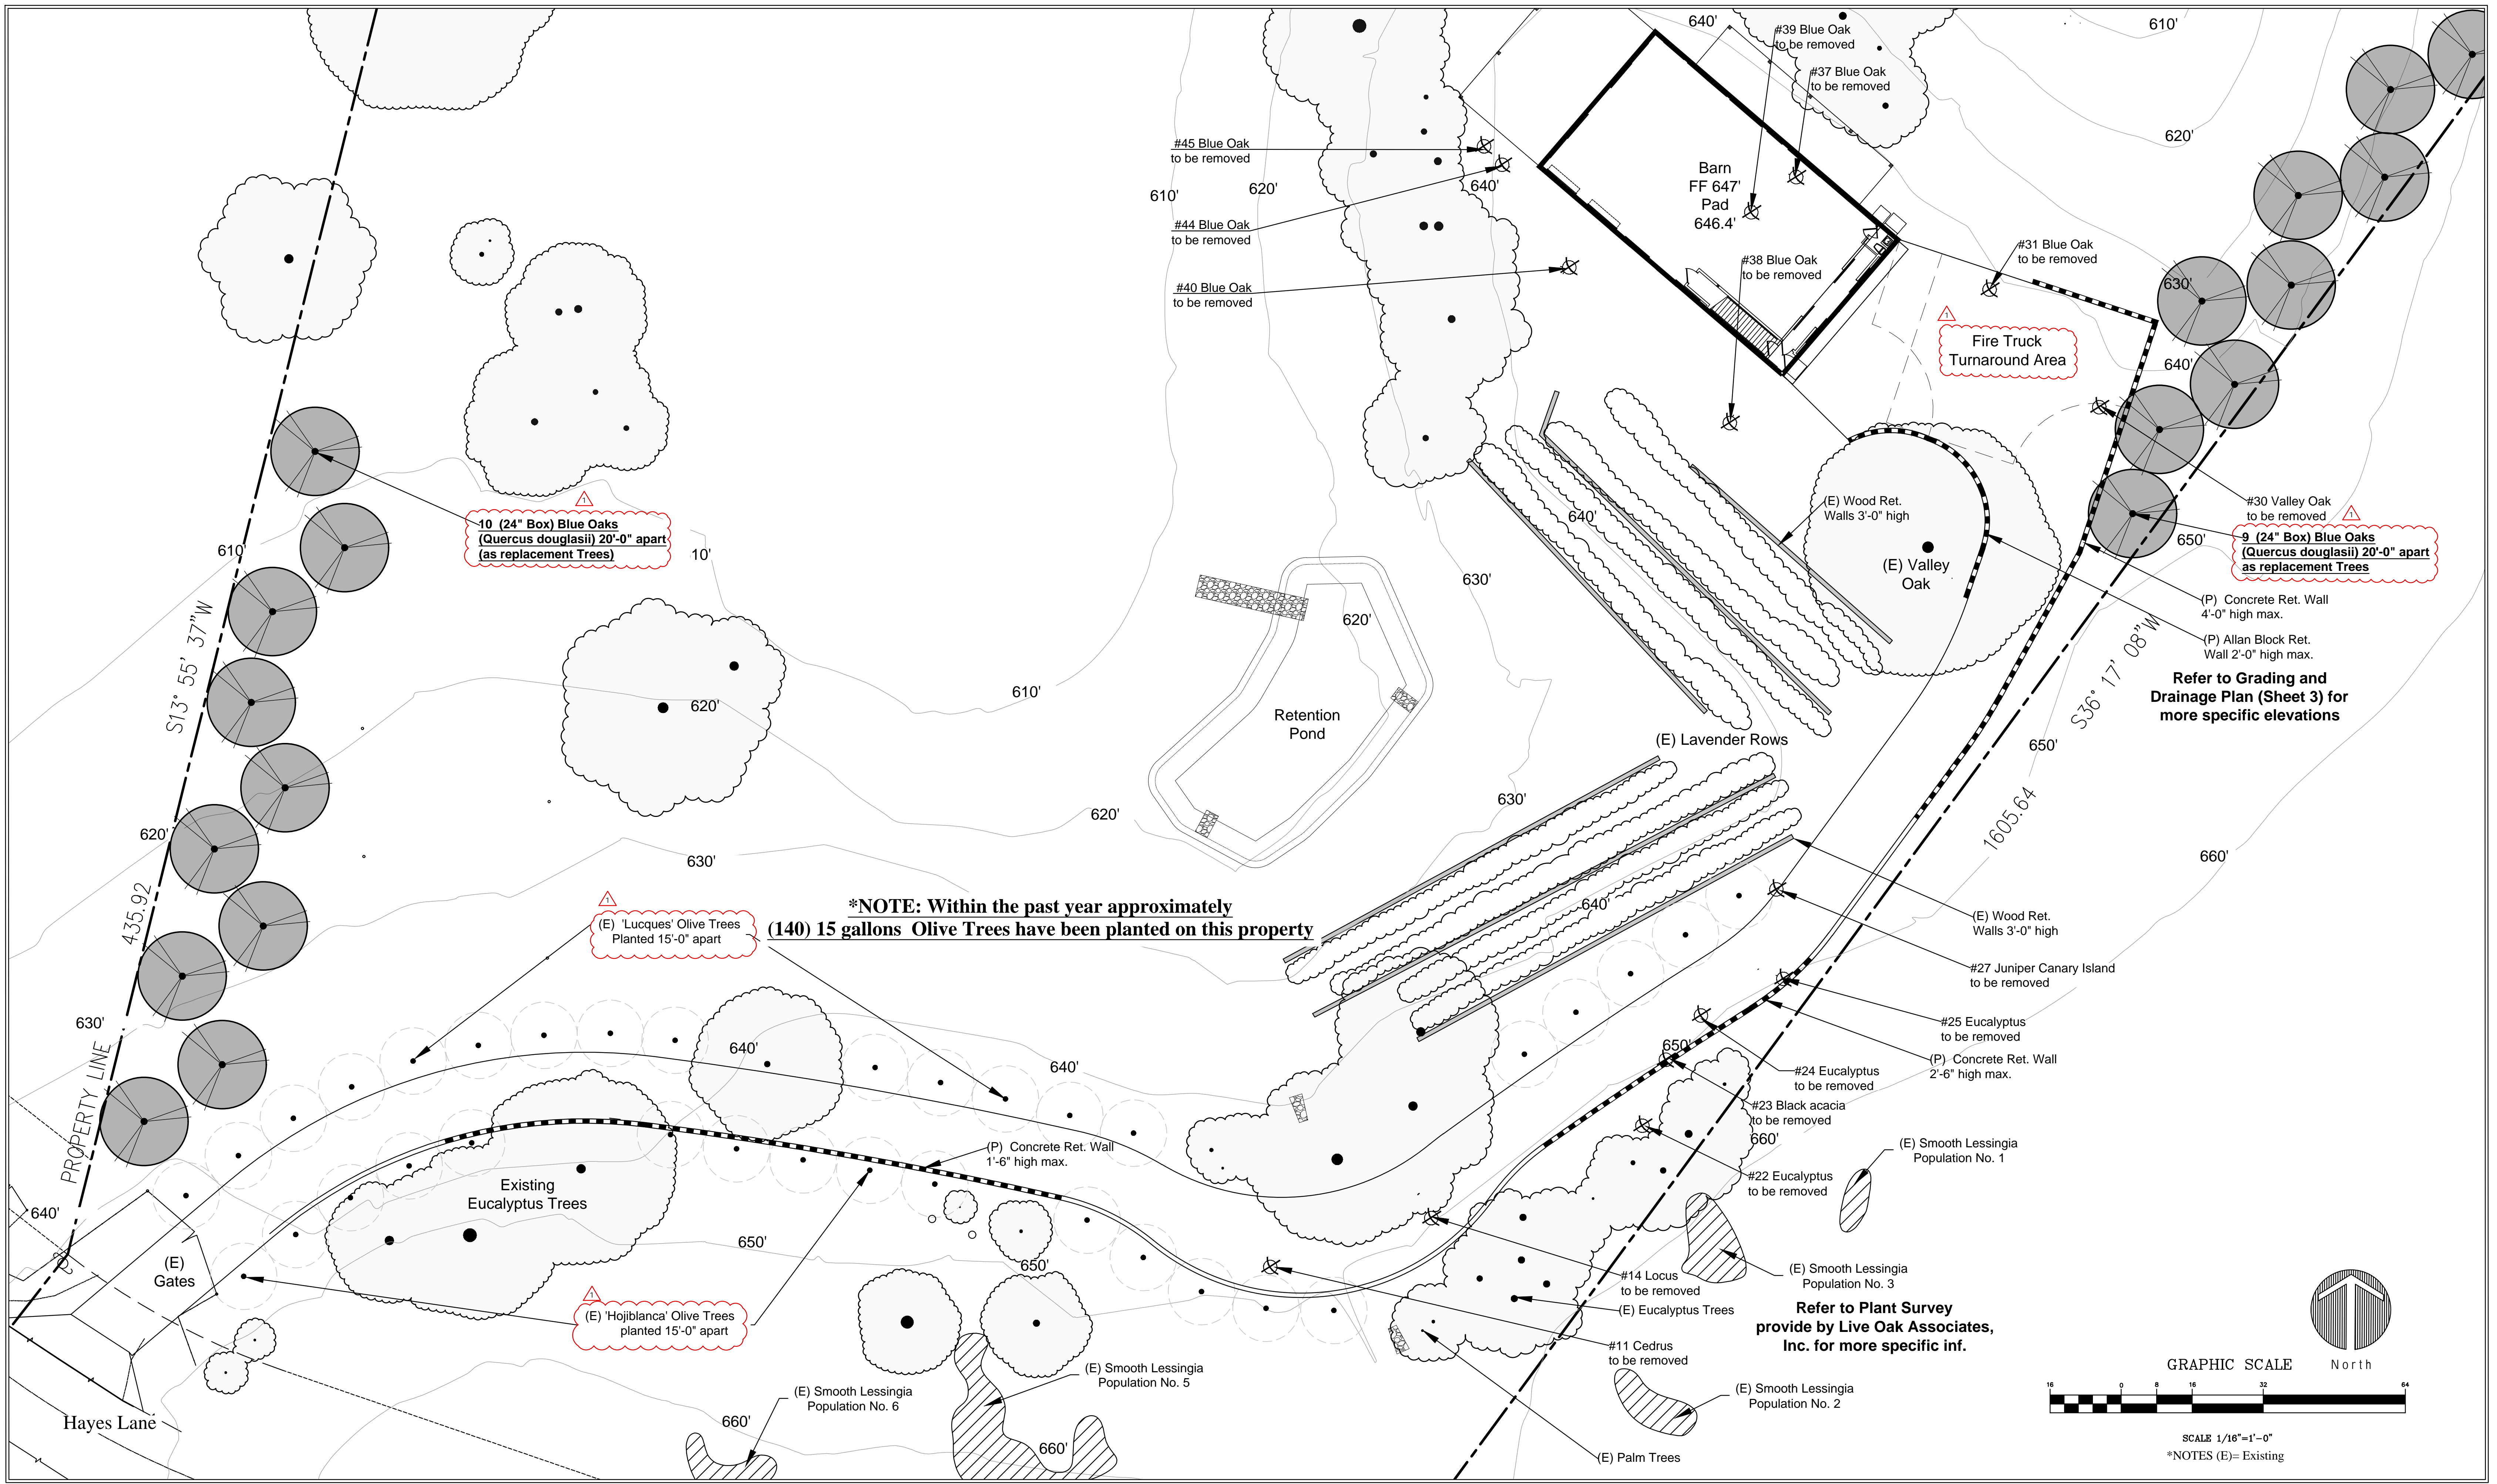 640'
610'
#39 Blue Oak
to be removed
#37 Blue Oak
to be removed
620'
#45 Blue Oak
to be removed
610'
620'
640'
Barn
FF 647'
Pad
646.4'
#44 Blue Oak
to be removed
#31 Blue Oak
to be removed
#38 Blue Oak
to be removed
#40 Blue Oak
to be removed
630'
1
Fire Truck
Turnaround Area
640'
1
10 (24" Box) Blue Oaks
(Quercus douglasii) 20'-0" apart
(as replacement Trees)
610'
10'
(E) Wood Ret.
Walls 3'-0" high
640'
#30 Valley Oak
to be removed
1
9 (24" Box) Blue Oaks
(Quercus douglasii) 20'-0" apart
as replacement Trees
650'
(E) Valley
Oak
630'
620'
(P) Concrete Ret. Wall
4'-0" high max.
(P) Allan Block Ret.
Wall 2'-0" high max.
S13° 55' 37"W
S36° 17' 08"W
Refer to Grading and
Drainage Plan (Sheet 3) for
more specific elevations
610'
620'
Retention
Pond
(E) Lavender Rows
650'
630'
620'
620'
1605.64
630'
660'
435.92
1
(E) 'Lucques' Olive Trees
Planted 15'-0" apart
*NOTE: Within the past year approximately
(140) 15 gallons Olive Trees have been planted on this property
640'
(E) Wood Ret.
Walls 3'-0" high
#27 Juniper Canary Island
to be removed
630'
#25 Eucalyptus
to be removed
650'
640'
640'
(P) Concrete Ret. Wall
2'-6" high max.
#24 Eucalyptus
to be removed
PROPERTY LINE
#23 Black acacia
to be removed
660'
(P) Concrete Ret. Wall
1'-6" high max.
(E) Smooth Lessingia
Population No. 1
#22 Eucalyptus
to be removed
Existing
Eucalyptus Trees
640'
650'
650'
(E)
Gates
(E) Smooth Lessingia
Population No. 3
#14 Locus
to be removed
(E) Eucalyptus Trees
1
(E) 'Hojiblanca' Olive Trees
planted 15'-0" apart
Refer to Plant Survey
provide by Live Oak Associates,
Inc. for more specific inf.
#11 Cedrus
to be removed
(E) Smooth Lessingia
Population No. 5
(E) Smooth Lessingia
Population No. 6
(E) Smooth Lessingia
Population No. 2
Hayes Lane
660'
660'
(E) Palm Trees
GRAPHIC SCALE
North
16 0 8 16 32 64
SCALE 1/16"=1'-0"
*NOTES (E)= Existing